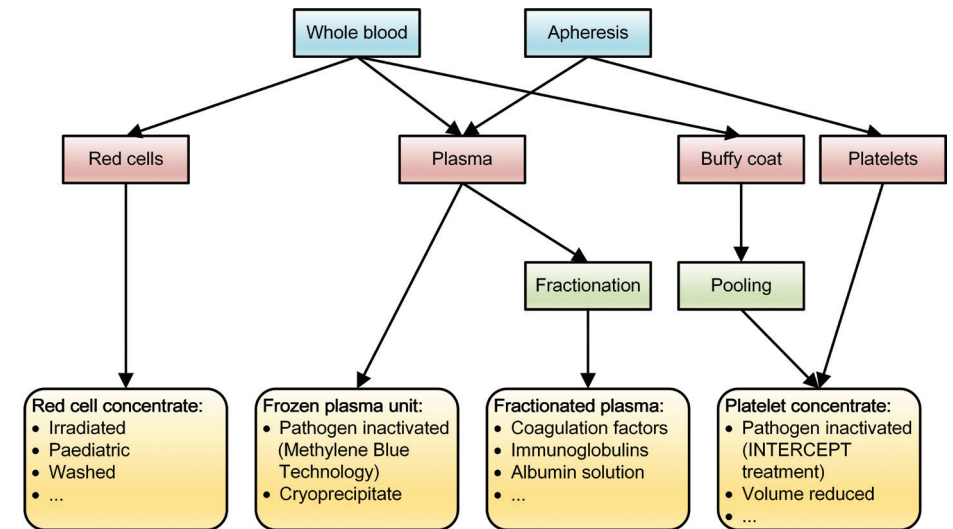 Whole blood
Apheresis
Red cells
Plasma
Buffy coat
Platelets
Fractionation
Pooling
Red cell concentrate:
• Irradiated
• Paediatric
• Washed
• ...
Frozen plasma unit:
• Pathogen inactivated
(Methylene Blue
Technology)
• Cryoprecipitate
Fractionated plasma:
• Coagulation factors
• Immunoglobulins
• Albumin solution
• ...
Platelet concentrate:
• Pathogen inactivated
(INTERCEPT
treatment)
• Volume reduced
• ...